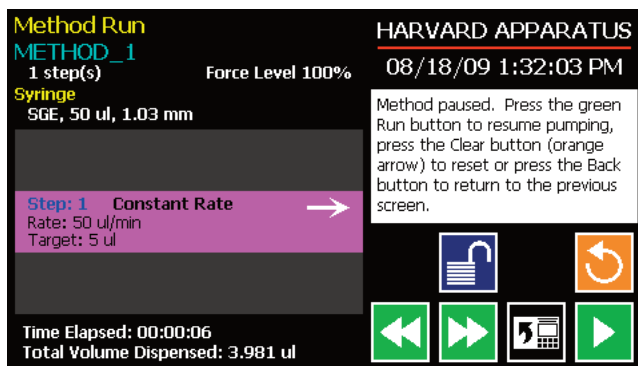 Method Run
METHOD_1
1 step(s) Force Level 100%
Syringe
SGE, 50 ul, 1.03 mm
Step: 1 Constant Rate
Rate: 50 ul/min
Target: 5 ul
Time Elapsed: 00:00:06
Total Volume Dispensed: 3.981 ul
HARVARD APPARATUS
08/18/09 1:32:03 PM
Method paused. Press the green
Run button to resume pumping,
press the Clear button (orange
arrow) to reset or press the Back
button to return to the previous
screen.